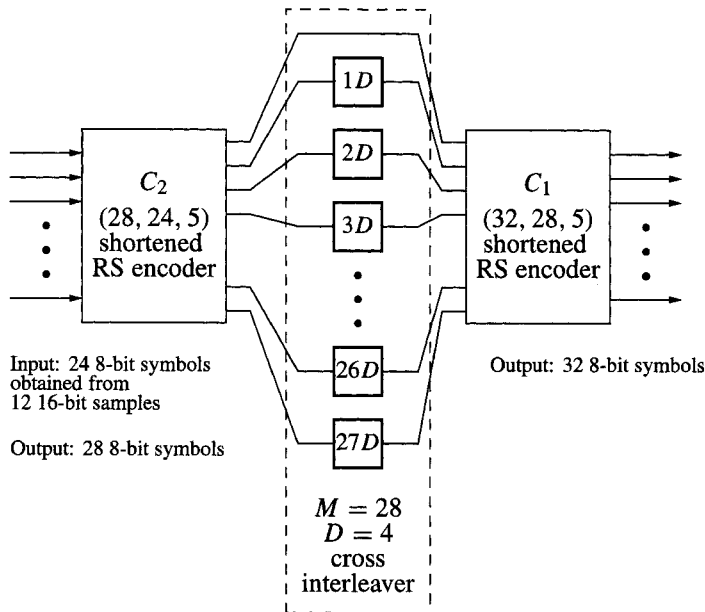 1D
2D
3D
26D
27D
C₂
(28, 24, 5)
shortened
RS encoder
C₁
(32, 28, 5)
shortened
RS encoder
Input: 24 8-bit symbols
obtained from
12 16-bit samples
Output: 28 8-bit symbols
Output: 32 8-bit symbols
M = 28
D = 4
cross
interleaver